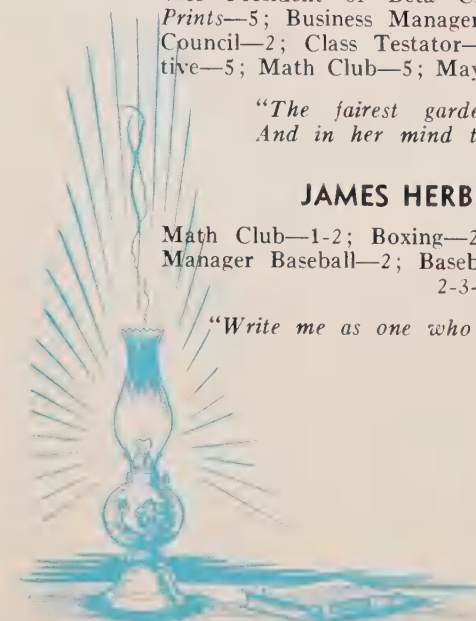 Prints—5; Business Manager
Council—2; Class Testator—
tive—5; Math Club—5; May
"The fairest garde
And in her mind t
JAMES HERB
Math Club—1-2; Boxing—2
Manager Baseball—2; Baseb
2-3-
"Write me as one who